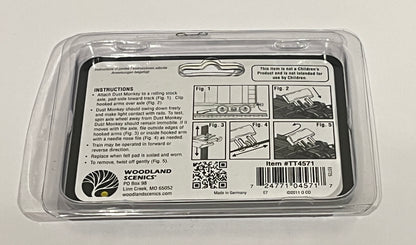 This Item is not a Children's
Product and is not for Children's Use.
INSTRUCTIONS
• Attach Dust Monkey to a rolling stock
axle, pad-side toward track (Fig. 1). Clip
hooked arms over axle (Fig. 2)
• Dust Monkey should swing down freely
and make light contact with rails. To test,
spin axle wheel away from Dust Monkey.
Dust Monkey should remain immobile. If it
moves with the axle, file outside edges of
hooked arms (Fig. 3) or inside hooked arm
with a needle nose file (Fig. 4) as needed.
• Train may be operated in forward or
reverse direction.
• Replace when felt pad is soiled and worn.
• To remove, twist off gently (Fig. 5).
Fig. 1
Fig. 2
Fig. 3
Fig. 4
Fig. 5
WOODLAND
SCENICS
PO Box 98
Linn Creek, MO 65052
woodlandscenics.com
Item #TT4571
7 24771 04571 7
Made in Germany